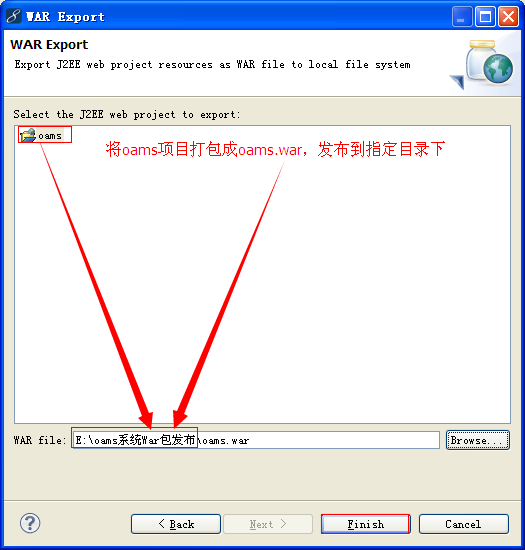 WAR Export
WAR Export
Export J2EE web project resources as WAR file to local file system
Select the J2EE web project to export:
oams
将oams项目打包成oams.war，发布到指定目录下
WAR file: E:\oams系统War包发布\oams.war Browse...
? < Back Next > Finish Cancel